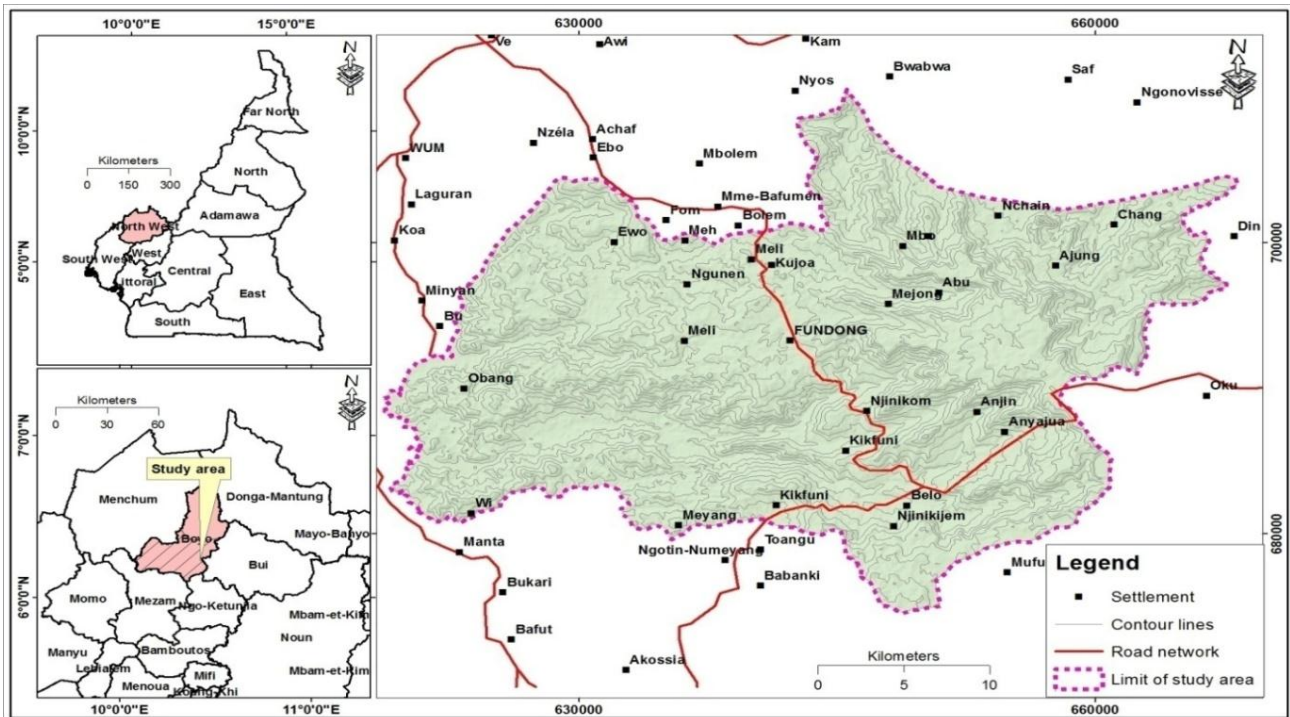 10°0'0"E 15°0'0"E
N
Far North
10°0'0"N
Kilometers
0 150 300
North
Adamawa
North West
West
South West
5°0'0"N
ittoral
Central
East
South
Kilometers
0 30 60
N
7°0'0"N
Study area
Menchum
Donga-Mantung
Boyo
Mayo-Banyo
Bui
6°0'0"N
Momo
Mezam
Ngo-Ketunjia
Mbam-et-Kim
Noun
Manyu
Bamboutos
Lebialem
Mbam-et-Kim
Menoua
Mifi
Koung-Khi
10°0'0"E 11°0'0"E
630000 660000
N
Ve
Awi
Kam
Nyos
Bwabwa
Saf
Ngonovisse
Nzéla
Achaf
Ebo
WUM
Mbolem
Laguran
Mme-Bafumen
Fom
Bolem
Nchain
Chang
Din
Koa
Ewo
Meh
Mbo
700000
Meli
Kujoa
Ajung
Ngunen
Abu
Mejong
Minyan
Bu
Meli
FUNDONG
Obang
Oku
Njinikom
Anjin
Anyajua
Kikfuni
Kikfuni
Belo
Wi
Meyang
Njinikijem
680000
Manta
Ngotin-Numeyang
Toangu
Mufu
Babanki
Bukari
Bafut
Akossia
Kilometers
0 5 10
Legend
Settlement
Contour lines
Road network
Limit of study area
630000 660000